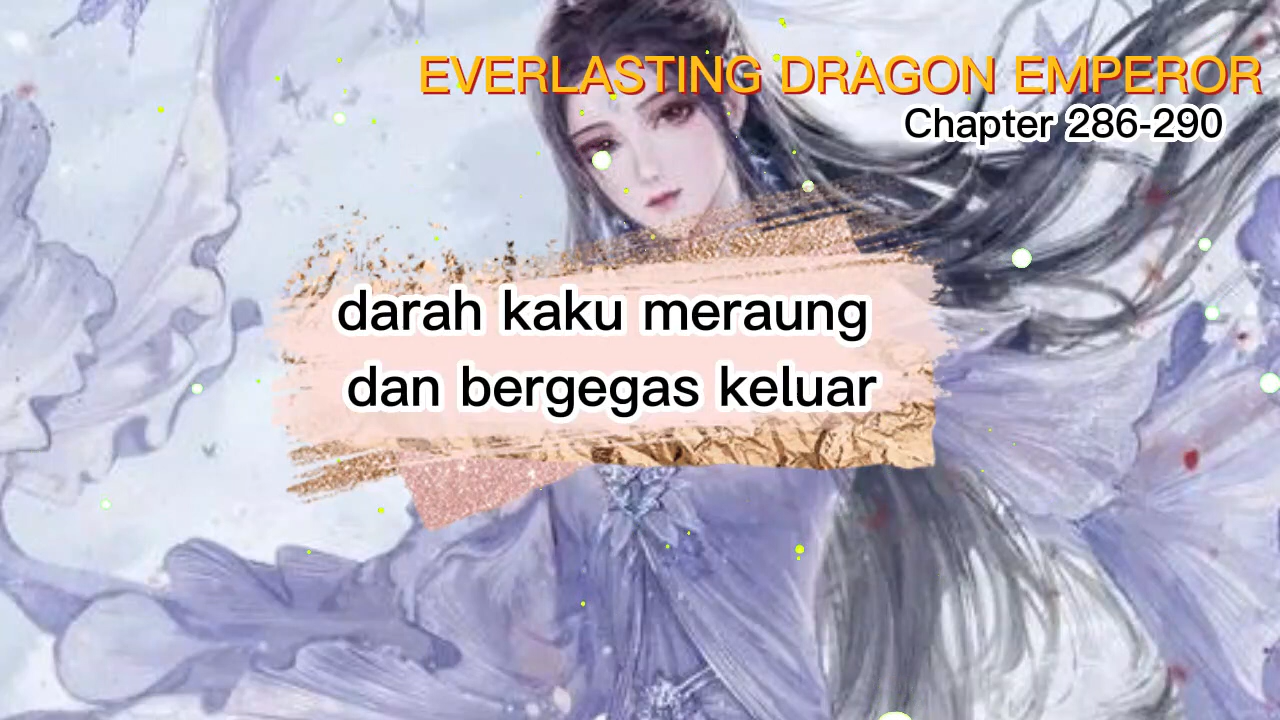 EVERLASTING DRAGON EMPEROR
Chapter 286-290
darah kaku meraung
dan bergegas keluar